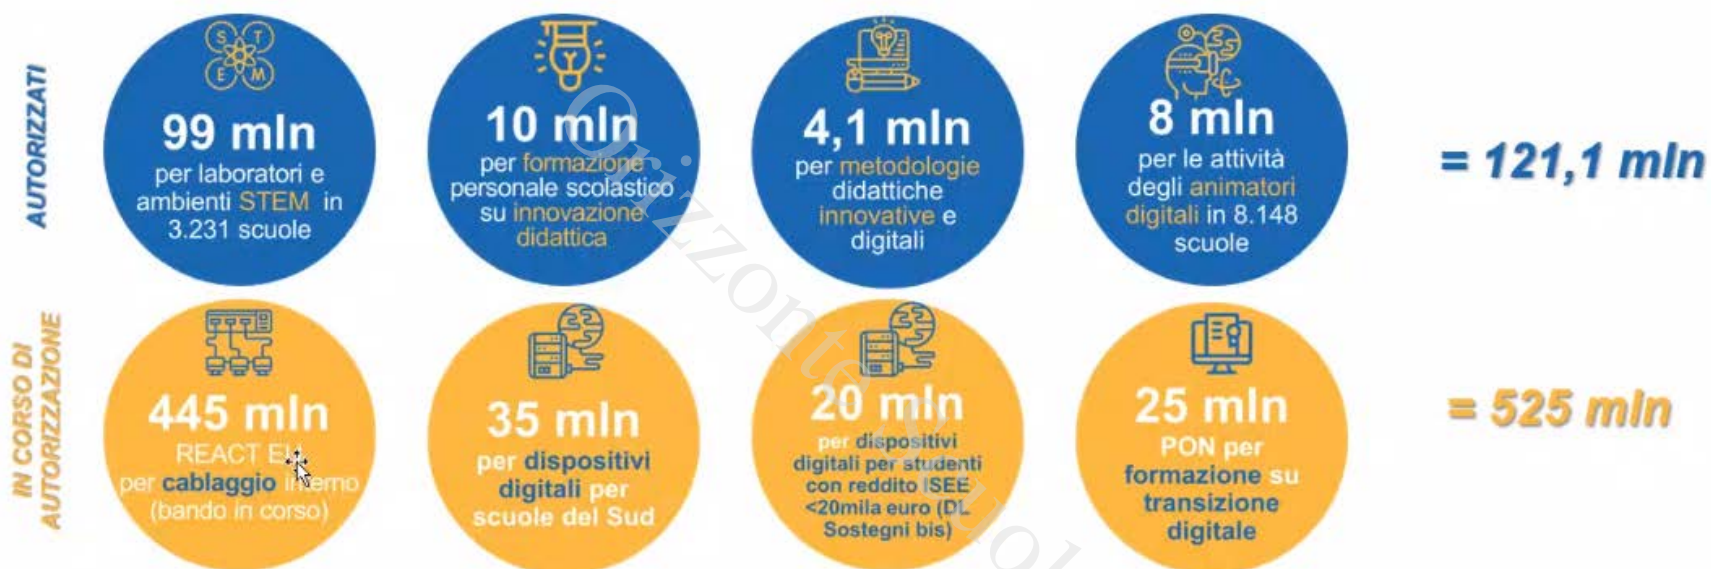 AUTORIZZATI
S T
E M
99 mln
per laboratori e
ambienti STEM in
3.231 scuole
10 mln
per formazione
personale scolastico
su innovazione
didattica
4,1 mln
per metodologie
didattiche
innovative e
digitali
8 mln
per le attività
degli animatori
digitali in 8.148
scuole
= 121,1 mln
IN CORSO DI
AUTORIZZAZIONE
445 mln
REACT EU
per cablaggio interno
(bando in corso)
35 mln
per dispositivi
digitali per
scuole del Sud
20 mln
per dispositivi
digitali per studenti
con reddito ISEE
<20mila euro (DL
Sostegni bis)
25 mln
PON per
formazione su
transizione
digitale
= 525 mln
Orizzonte Scuol